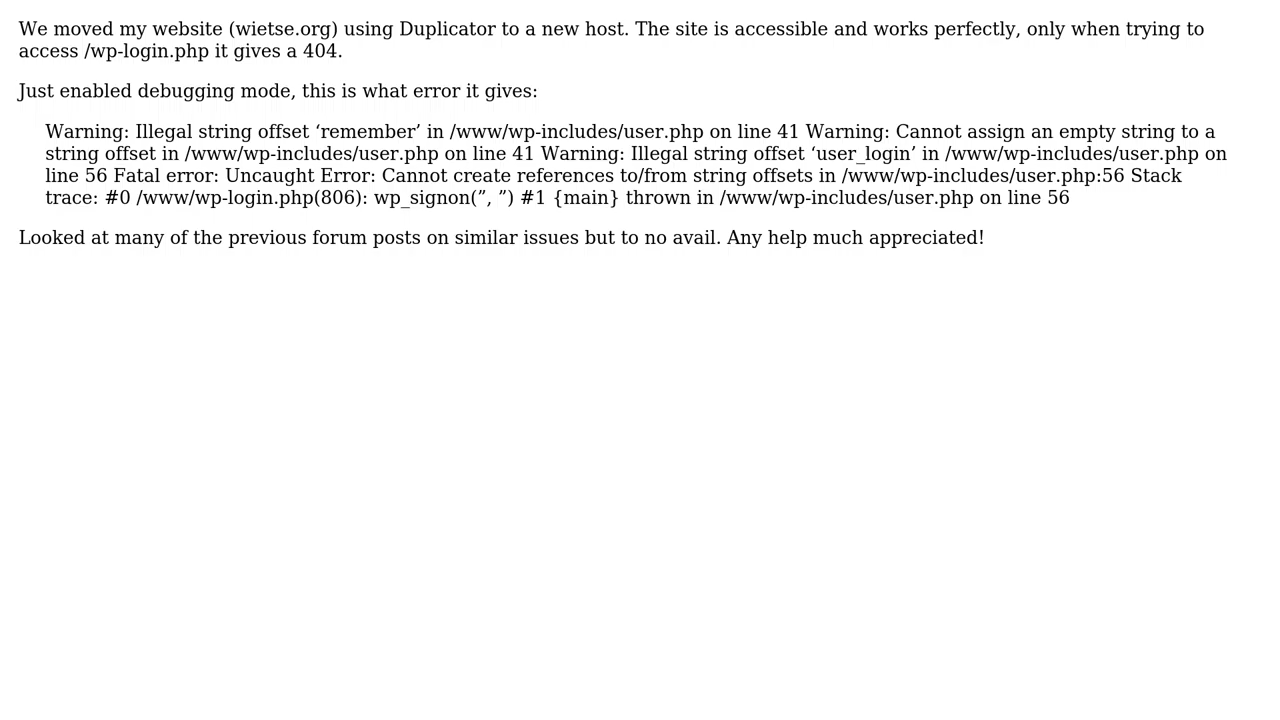 We moved my website (wietse.org) using Duplicator to a new host. The site is accessible and works perfectly, only when trying to
access /wp-login.php it gives a 404.
Just enabled debugging mode, this is what error it gives:
Warning: Illegal string offset ‘remember’ in /www/wp-includes/user.php on line 41 Warning: Cannot assign an empty string to a
string offset in /www/wp-includes/user.php on line 41 Warning: Illegal string offset ‘user_login’ in /www/wp-includes/user.php on
line 56 Fatal error: Uncaught Error: Cannot create references to/from string offsets in /www/wp-includes/user.php:56 Stack
trace: #0 /www/wp-login.php(806): wp_signon(”, ”) #1 {main} thrown in /www/wp-includes/user.php on line 56
Looked at many of the previous forum posts on similar issues but to no avail. Any help much appreciated!